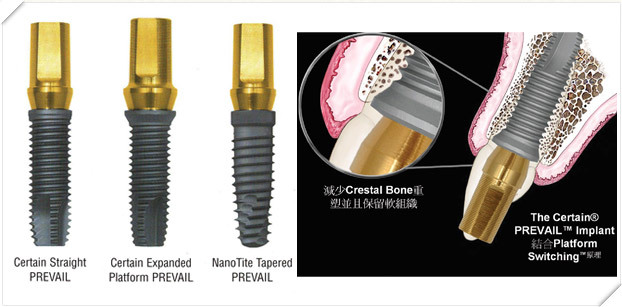 Certain Straight
PREVAIL
Certain Expanded
Platform PREVAIL
NanoTite Tapered
PREVAIL
減少Crestal Bone重
塑並且保留軟組織
The Certain®
PREVAIL™ Implant
結合Platform
Switching™原理